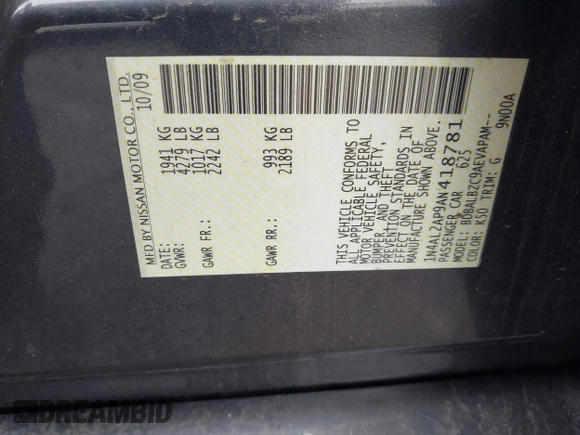 MFD. BY NISSAN MOTOR CO., LTD.
DATE: 10/09
GVWR: 1941 KG
4279 LB
GAWR FR: 1017 KG
2242 LB
GAWR RR: 993 KG
2189 LB
THIS VEHICLE CONFORMS TO
ALL APPLICABLE FEDERAL
MOTOR VEHICLE SAFETY,
BUMPER, AND THEFT
PREVENTION STANDARDS IN
EFFECT ON THE DATE OF
MANUFACTURE SHOWN ABOVE.
1N4AL2AP9AN418781
PASSENGER CAR 625
MODEL: BDBALBZC9AEVAPAM--
COLOR: K50 TRIM: G 9N00A
DREAMBID